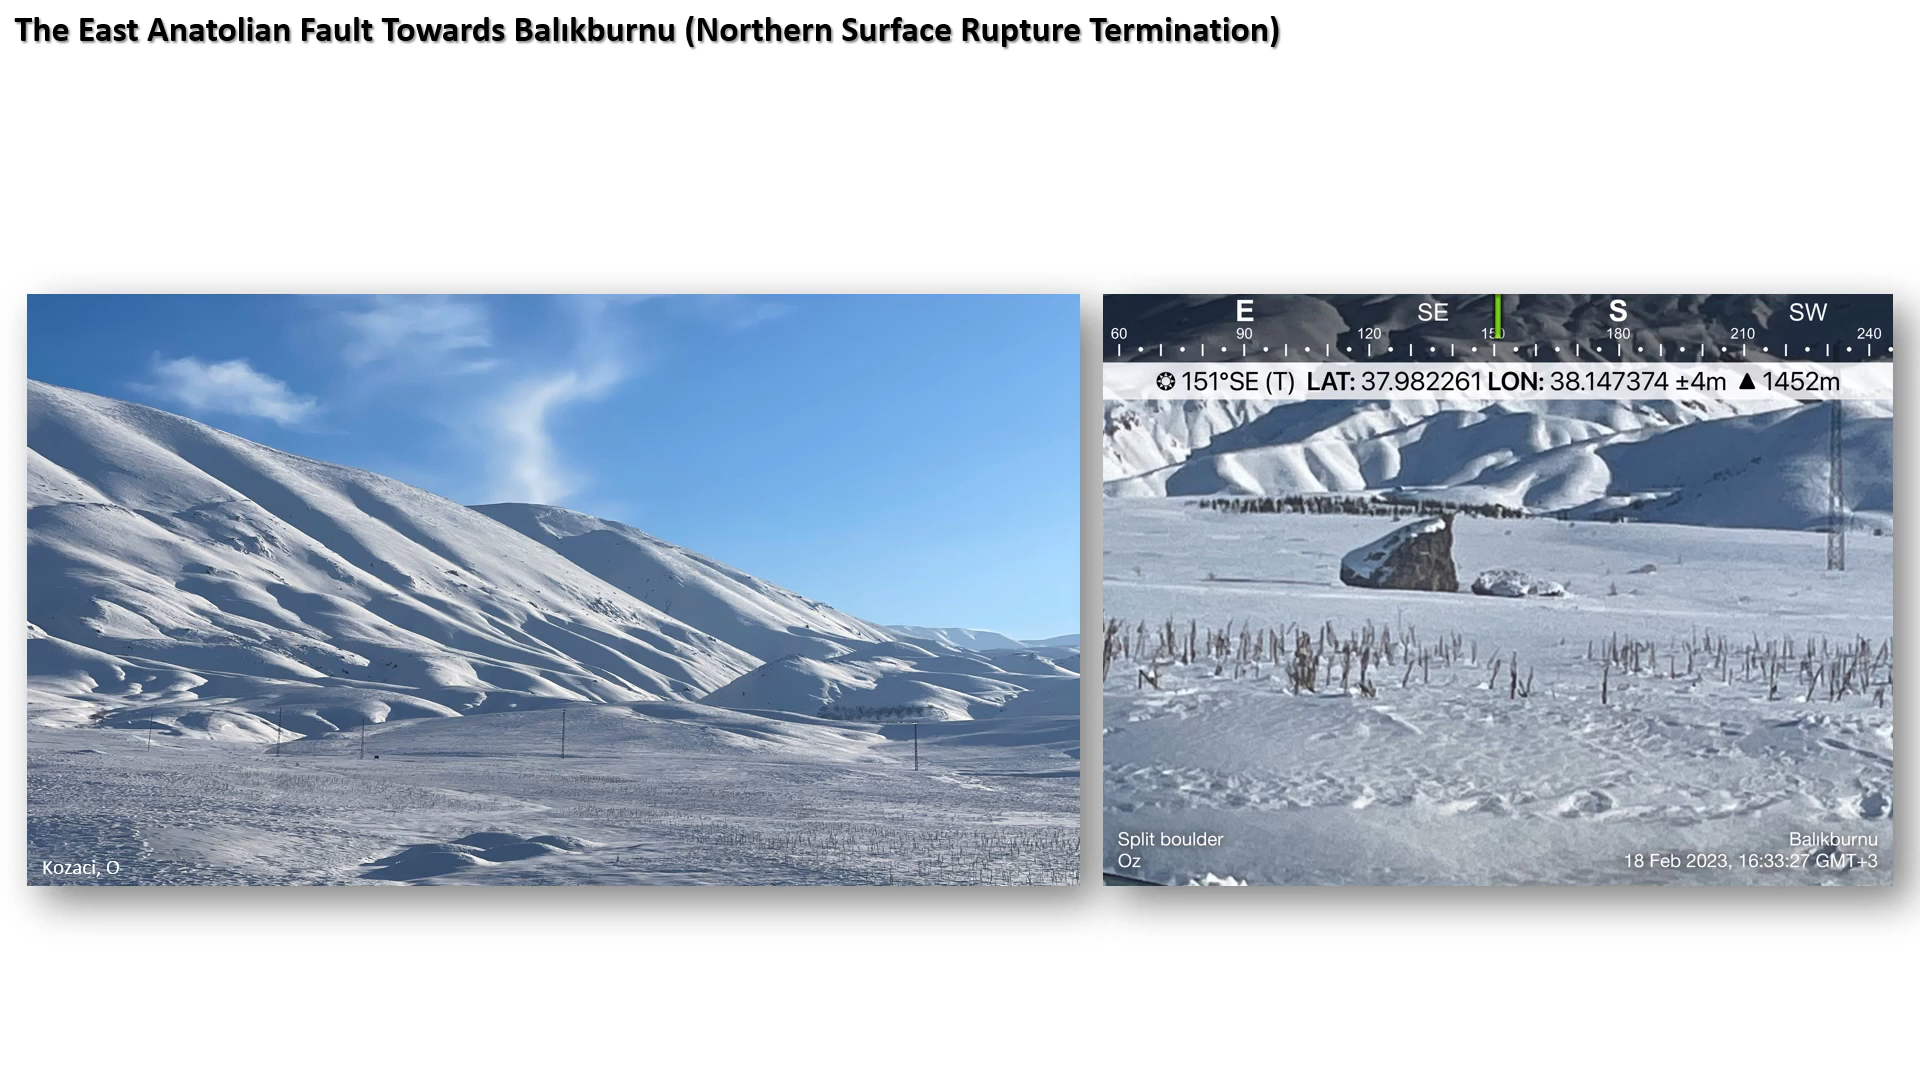 The East Anatolian Fault Towards Balıkburnu (Northern Surface Rupture Termination)
Kozaci, O
E SE S SW
60 90 120 150 180 210 240
151°SE (T) LAT: 37.982261 LON: 38.147374 ±4m ▲ 1452m
Split boulder
Oz
Balıkburnu
18 Feb 2023, 16:33:27 GMT+3